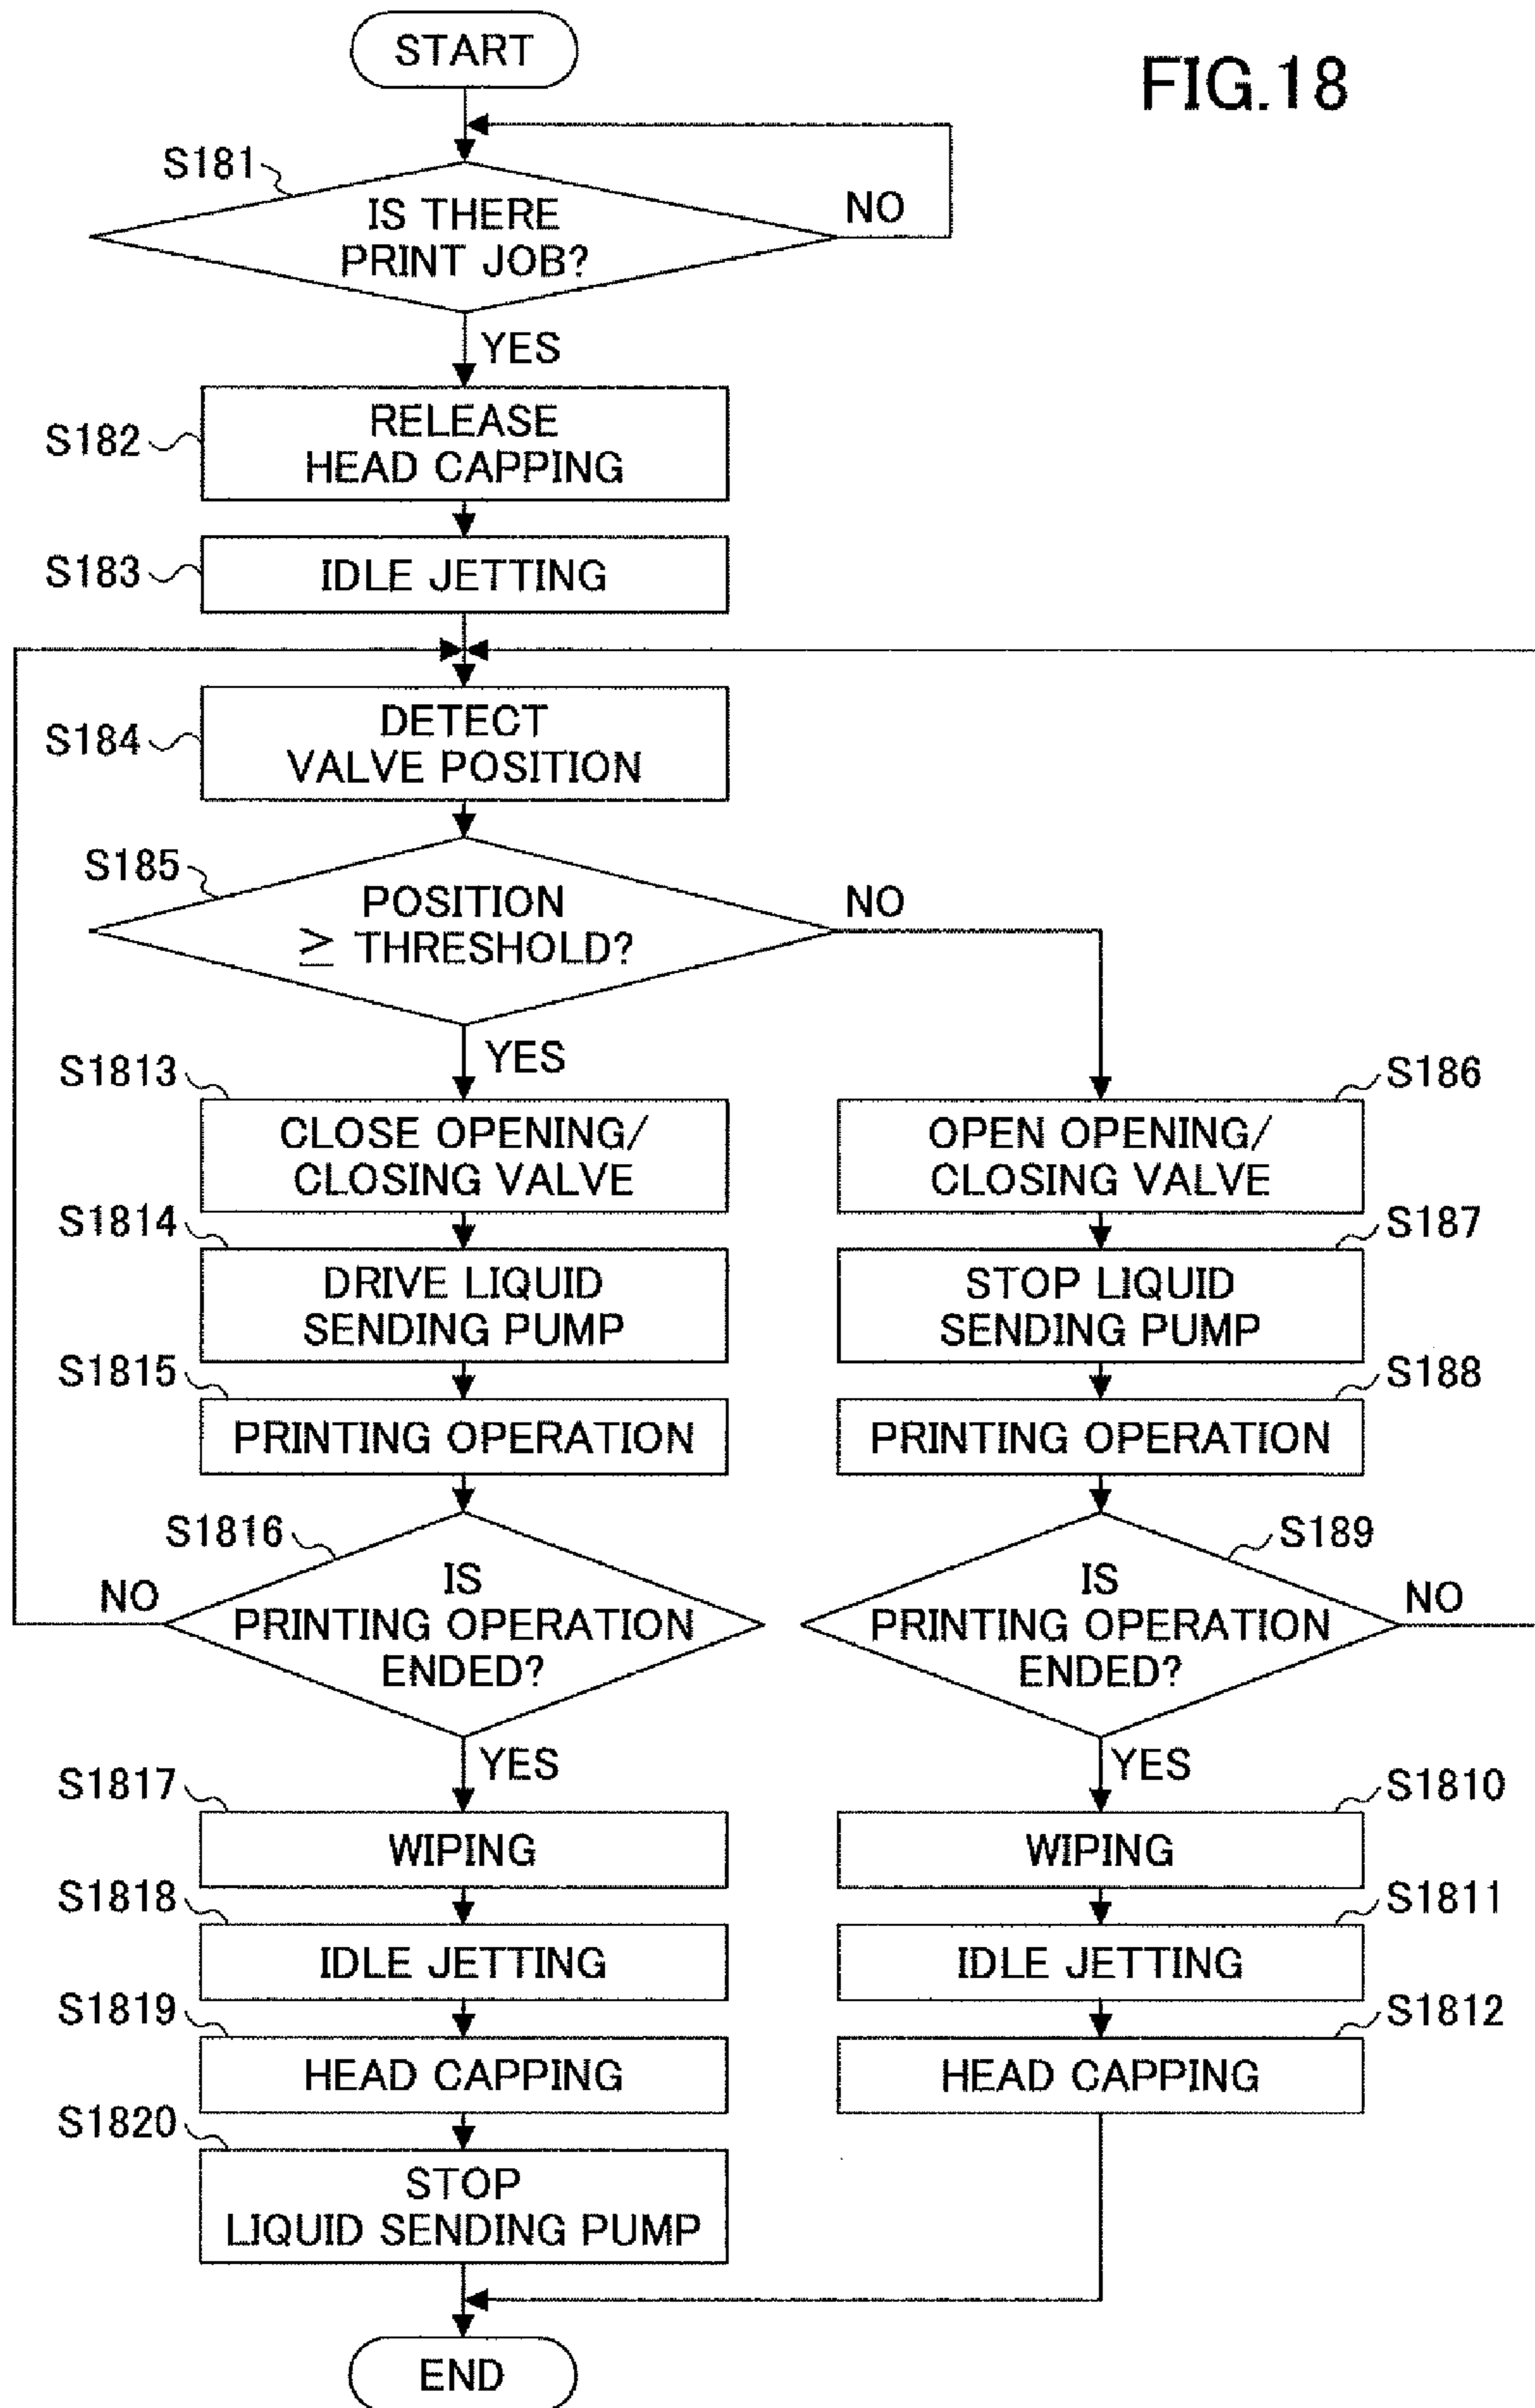 START
FIG.18
S181
IS THERE
PRINT JOB?
NO
YES
S182
RELEASE
HEAD CAPPING
S183
IDLE JETTING
S184
DETECT
VALVE POSITION
S185
POSITION
≥ THRESHOLD?
NO
YES
S1813
CLOSE OPENING/
CLOSING VALVE
S186
OPEN OPENING/
CLOSING VALVE
S1814
DRIVE LIQUID
SENDING PUMP
S187
STOP LIQUID
SENDING PUMP
S1815
PRINTING OPERATION
S188
PRINTING OPERATION
S1816
IS
PRINTING OPERATION
ENDED?
NO
YES
S189
IS
PRINTING OPERATION
ENDED?
NO
YES
S1817
WIPING
S1810
WIPING
S1818
IDLE JETTING
S1811
IDLE JETTING
S1819
HEAD CAPPING
S1812
HEAD CAPPING
S1820
STOP
LIQUID SENDING PUMP
END